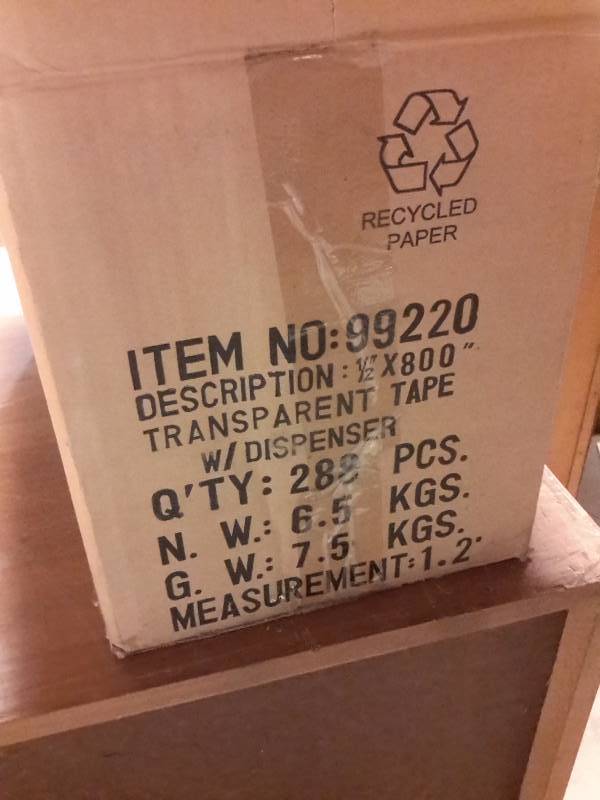 RECYCLED
PAPER
ITEM NO:99220
DESCRIPTION:½"X800"
TRANSPARENT TAPE
W/DISPENSER
Q'TY: 288 PCS.
N. W.: 6.5 KGS.
G. W.: 7.5 KGS.
MEASUREMENT:1.2'